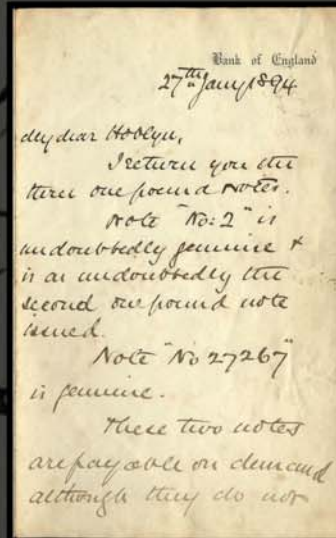 Bank of England
27th Jany 1894
My dear Hoblyn,
I return you the
three one pound notes.
Note "No: 2" is
undoubtedly genuine &
is as undoubtedly the
second one pound note
issued.
Note "No 27267"
is genuine.
These two notes
are payable on demand
although they do not